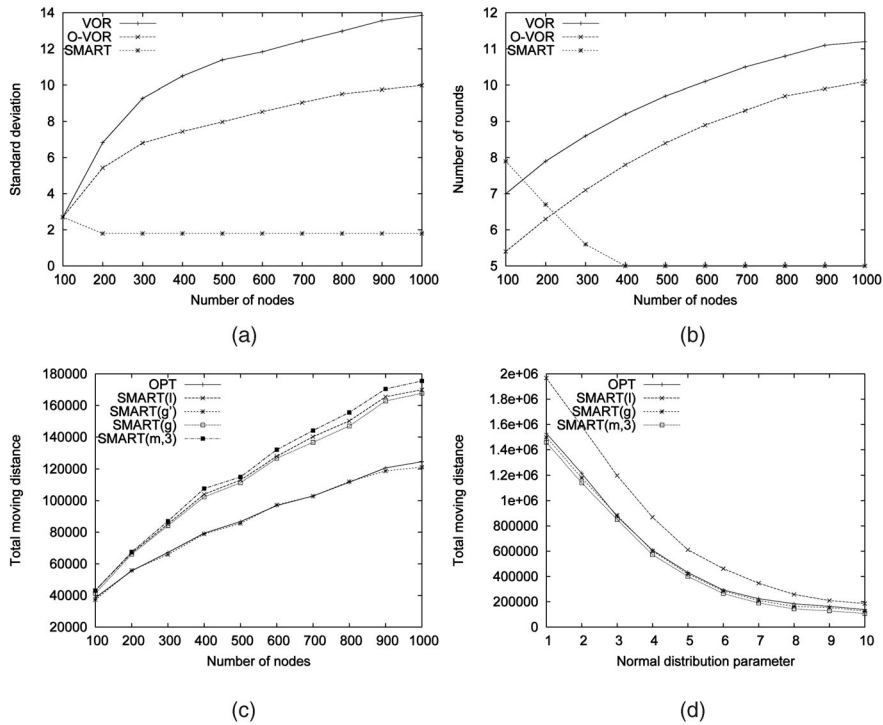 14
12
10
8
6
4
2
0
Standard deviation
VOR
O-VOR
SMART
100 200 300 400 500 600 700 800 900 1000
Number of nodes
(a)
12
11
10
9
8
7
6
5
Number of rounds
VOR
O-VOR
SMART
100 200 300 400 500 600 700 800 900 1000
Number of nodes
(b)
180000
160000
140000
120000
100000
80000
60000
40000
20000
Total moving distance
OPT
SMART(l)
SMART(g')
SMART(g)
SMART(m,3)
100 200 300 400 500 600 700 800 900 1000
Number of nodes
(c)
2e+06
1.8e+06
1.6e+06
1.4e+06
1.2e+06
1e+06
800000
600000
400000
200000
0
Total moving distance
OPT
SMART(l)
SMART(g)
SMART(m,3)
1 2 3 4 5 6 7 8 9 10
Normal distribution parameter
(d)